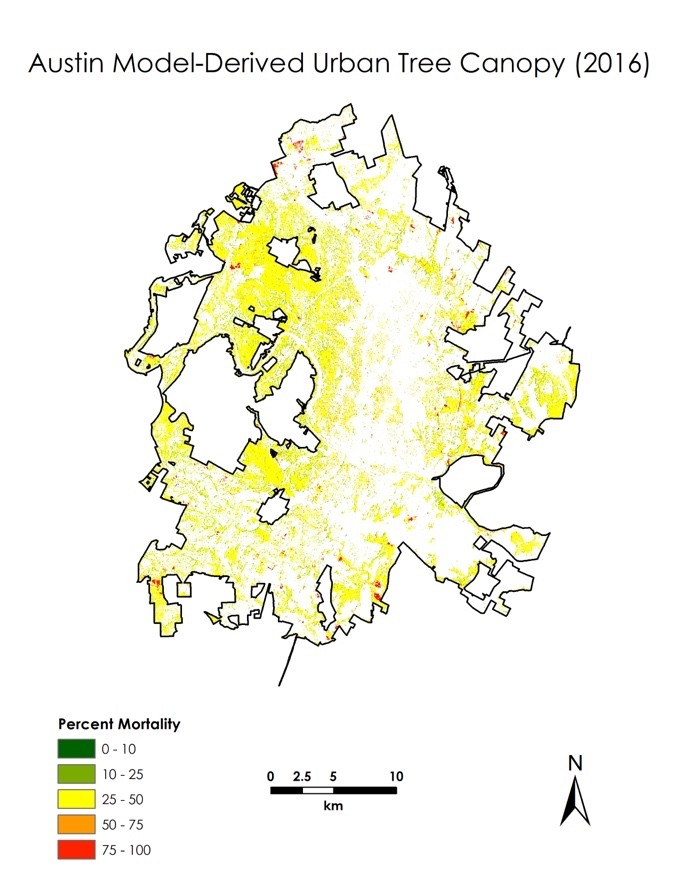 Austin Model-Derived Urban Tree Canopy (2016)
Percent Mortality
0 - 10
10 - 25
25 - 50
50 - 75
75 - 100
0 2.5 5 10
km
N